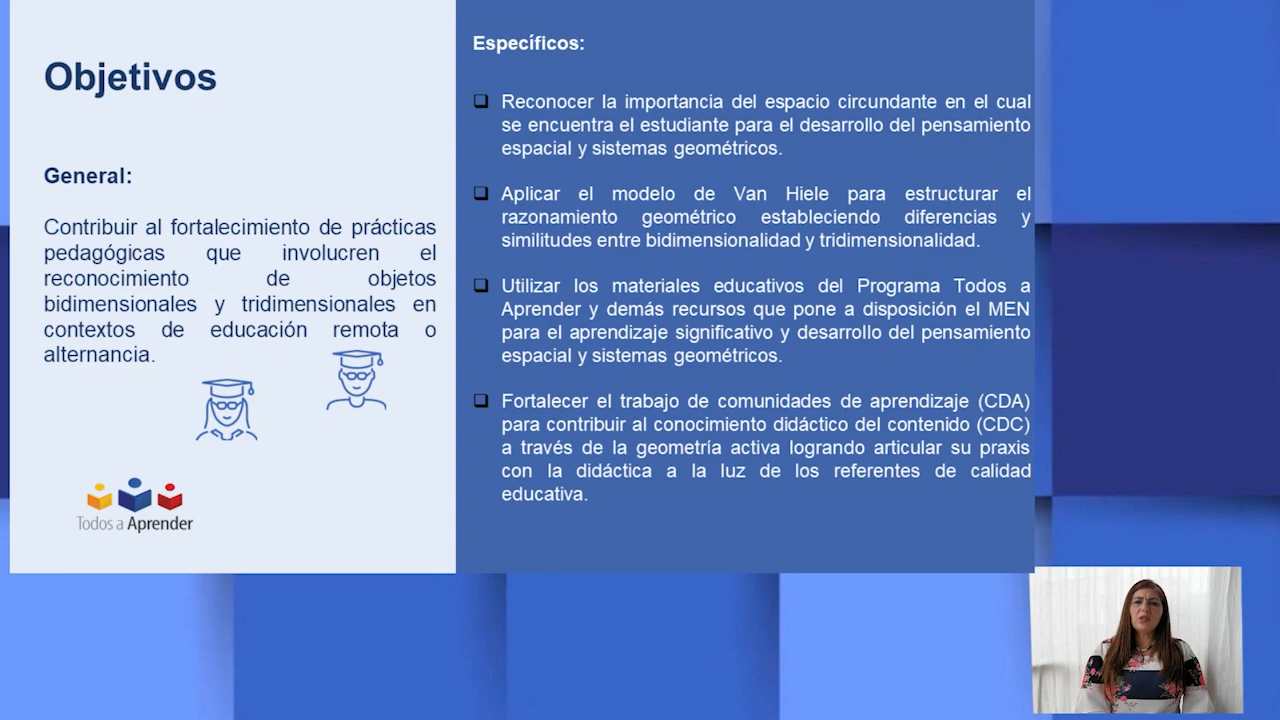 Objetivos
General:
Contribuir al fortalecimiento de prácticas
pedagógicas que involucren el
reconocimiento de objetos
bidimensionales y tridimensionales en
contextos de educación remota o
alternancia.
Todos a Aprender
Específicos:
Reconocer la importancia del espacio circundante en el cual
se encuentra el estudiante para el desarrollo del pensamiento
espacial y sistemas geométricos.
Aplicar el modelo de Van Hiele para estructurar el
razonamiento geométrico estableciendo diferencias y
similitudes entre bidimensionalidad y tridimensionalidad.
Utilizar los materiales educativos del Programa Todos a
Aprender y demás recursos que pone a disposición el MEN
para el aprendizaje significativo y desarrollo del pensamiento
espacial y sistemas geométricos.
Fortalecer el trabajo de comunidades de aprendizaje (CDA)
para contribuir al conocimiento didáctico del contenido (CDC)
a través de la geometría activa logrando articular su praxis
con la didáctica a la luz de los referentes de calidad
educativa.